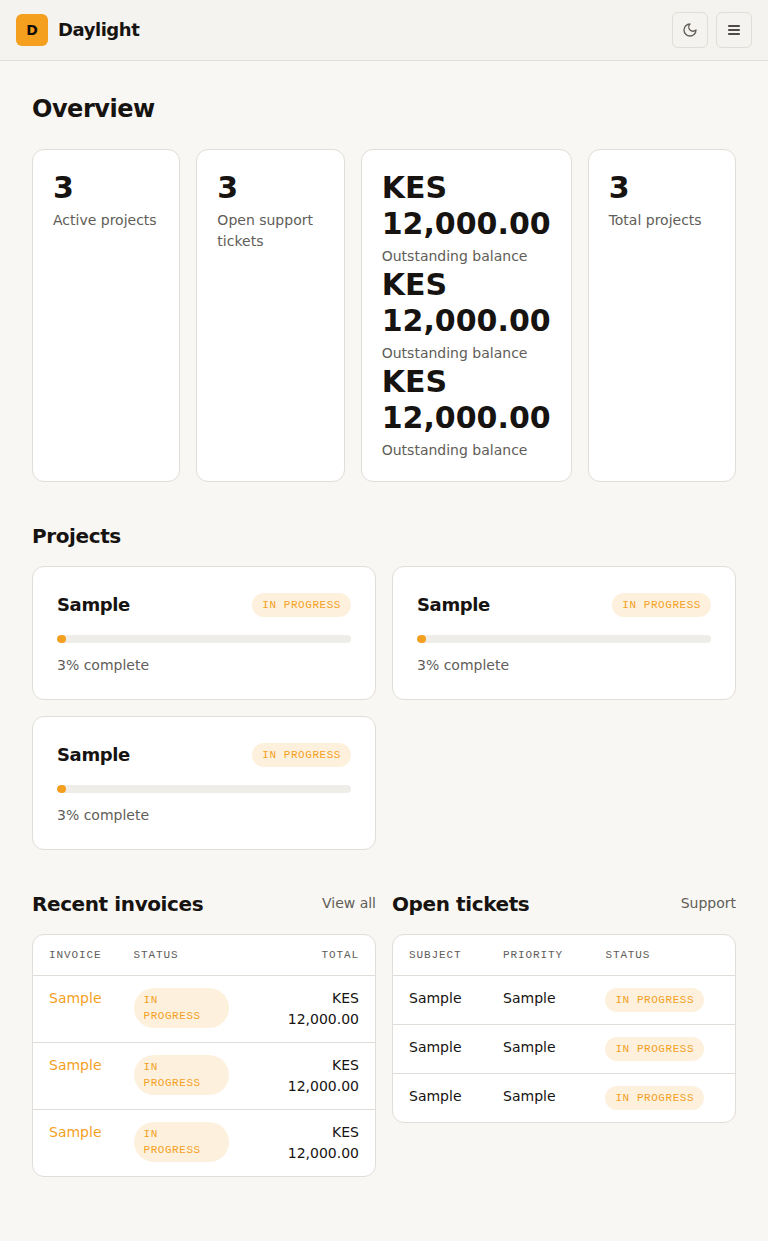 D Daylight
Overview
3
Active projects
3
Open support
tickets
KES
12,000.00
Outstanding balance
KES
12,000.00
Outstanding balance
KES
12,000.00
Outstanding balance
3
Total projects
Projects
Sample IN PROGRESS
3% complete
Sample IN PROGRESS
3% complete
Sample IN PROGRESS
3% complete
Recent invoices View all
INVOICE STATUS TOTAL
Sample IN PROGRESS KES 12,000.00
Sample IN PROGRESS KES 12,000.00
Sample IN PROGRESS KES 12,000.00
Open tickets Support
SUBJECT PRIORITY STATUS
Sample Sample IN PROGRESS
Sample Sample IN PROGRESS
Sample Sample IN PROGRESS